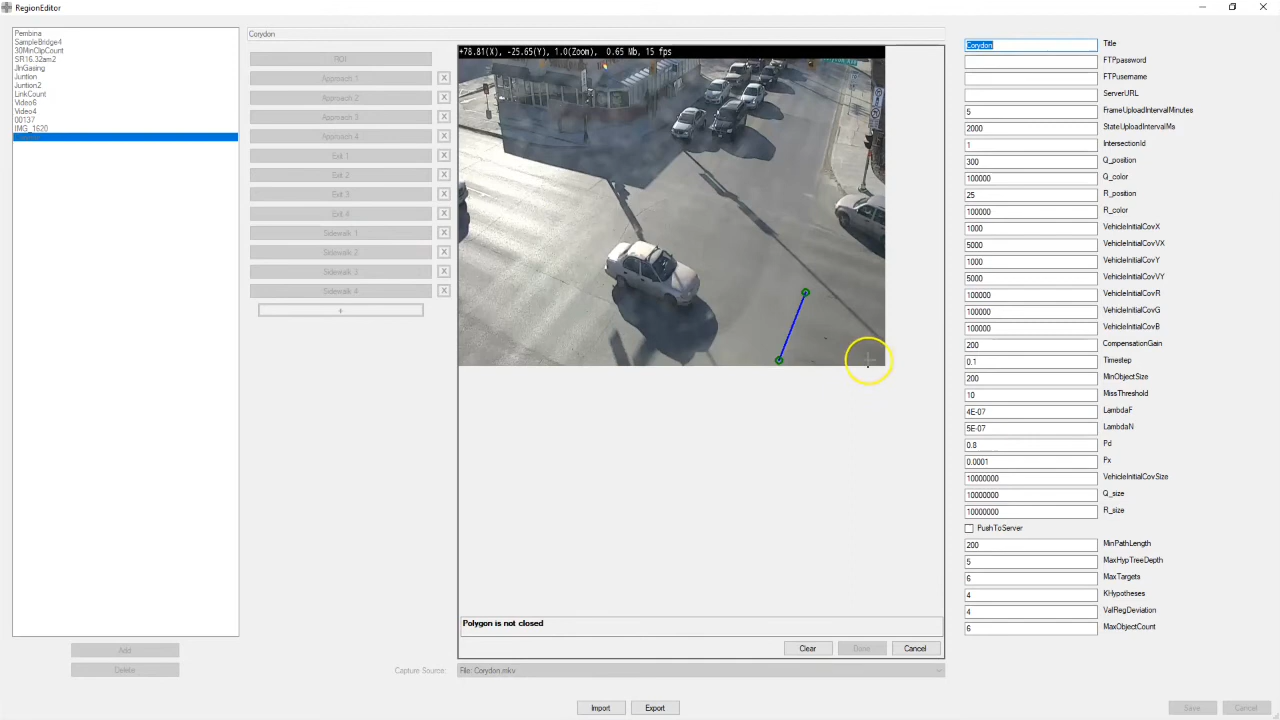 RegionEditor
Pembina
SampleBridge4
30MinClipCount
SR16.32am2
JinGasing
Juntion
Juntion2
LinkCount
Video6
Video4
00137
IMG_1620
Corydon
ROI
Approach 1 X
Approach 2 X
Approach 3 X
Approach 4 X
Exit 1 X
Exit 2 X
Exit 3 X
Exit 4 X
Sidewalk 1 X
Sidewalk 2 X
Sidewalk 3 X
Sidewalk 4 X
+
+78.81(X), -25.65(Y), 1.0(Zoom), 0.65 Mb, 15 fps
Polygon is not closed
Clear Done Cancel
Add
Delete
Capture Source: File: Corydon.mkv
Import Export
Corydon Title
FTPpassword
FTPusername
ServerURL
5 FrameUploadIntervalMinutes
2000 StateUploadIntervalMs
1 IntersectionId
300 Q_position
100000 Q_color
25 R_position
100000 R_color
1000 VehicleInitialCovX
5000 VehicleInitialCovVX
1000 VehicleInitialCovY
5000 VehicleInitialCovVY
100000 VehicleInitialCovR
100000 VehicleInitialCovG
100000 VehicleInitialCovB
200 CompensationGain
0.1 Timestep
200 MinObjectSize
10 MissThreshold
4E-07 LambdaF
5E-07 LambdaN
0.8 Pd
0.0001 Px
10000000 VehicleInitialCovSize
10000000 Q_size
10000000 R_size
PushToServer
200 MinPathLength
5 MaxHypTreeDepth
6 MaxTargets
4 KHypotheses
4 ValRegDeviation
6 MaxObjectCount
Save Cancel